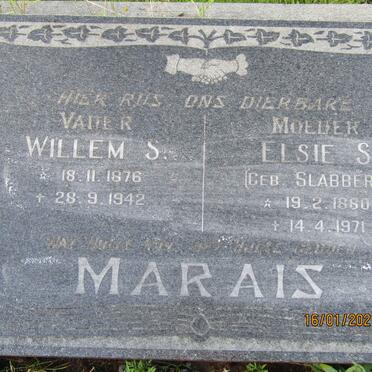 HIER RUS ONS DIERBARE
VADER
WILLEM S.
☆ 18.11.1876
✝ 28.9.1942
MOEDER
ELSIE S.
(GEB. SLABBER
☆ 19.2.1880
✝ 14.4.1971
MARAIS
16/01/202